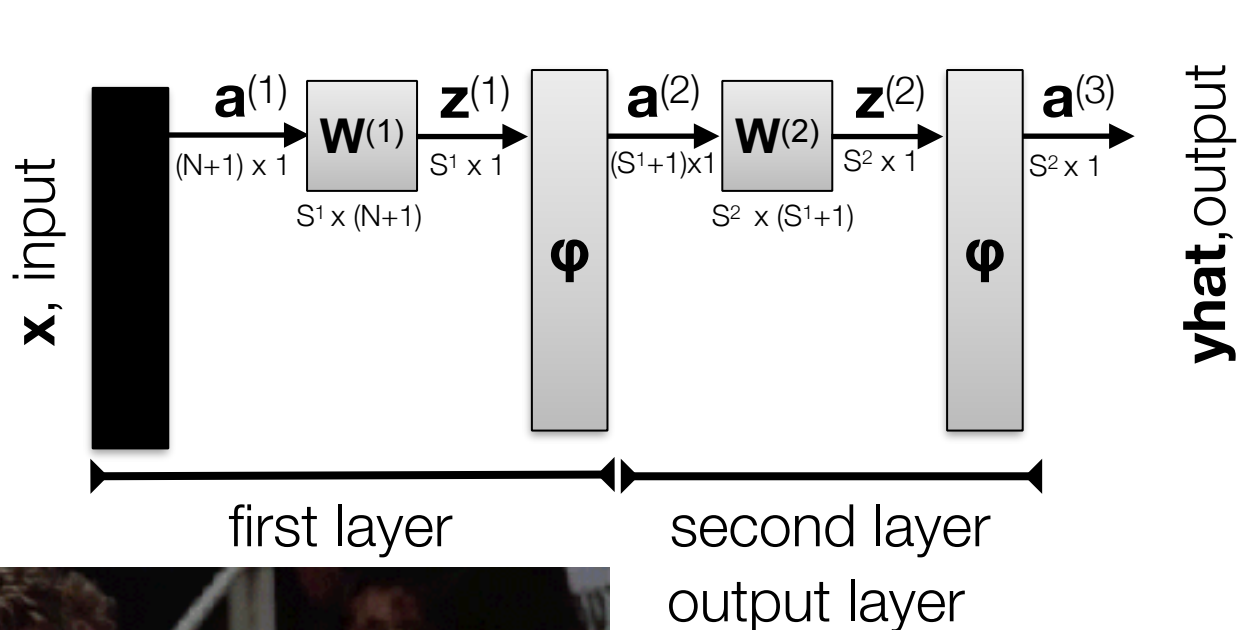 x, input
a(1)
(N+1) x 1
W(1)
S1 x (N+1)
z(1)
S1 x 1
φ
a(2)
(S1+1)x1
W(2)
S2 x (S1+1)
z(2)
S2 x 1
φ
a(3)
S2 x 1
yhat,output
first layer
second layer
output layer